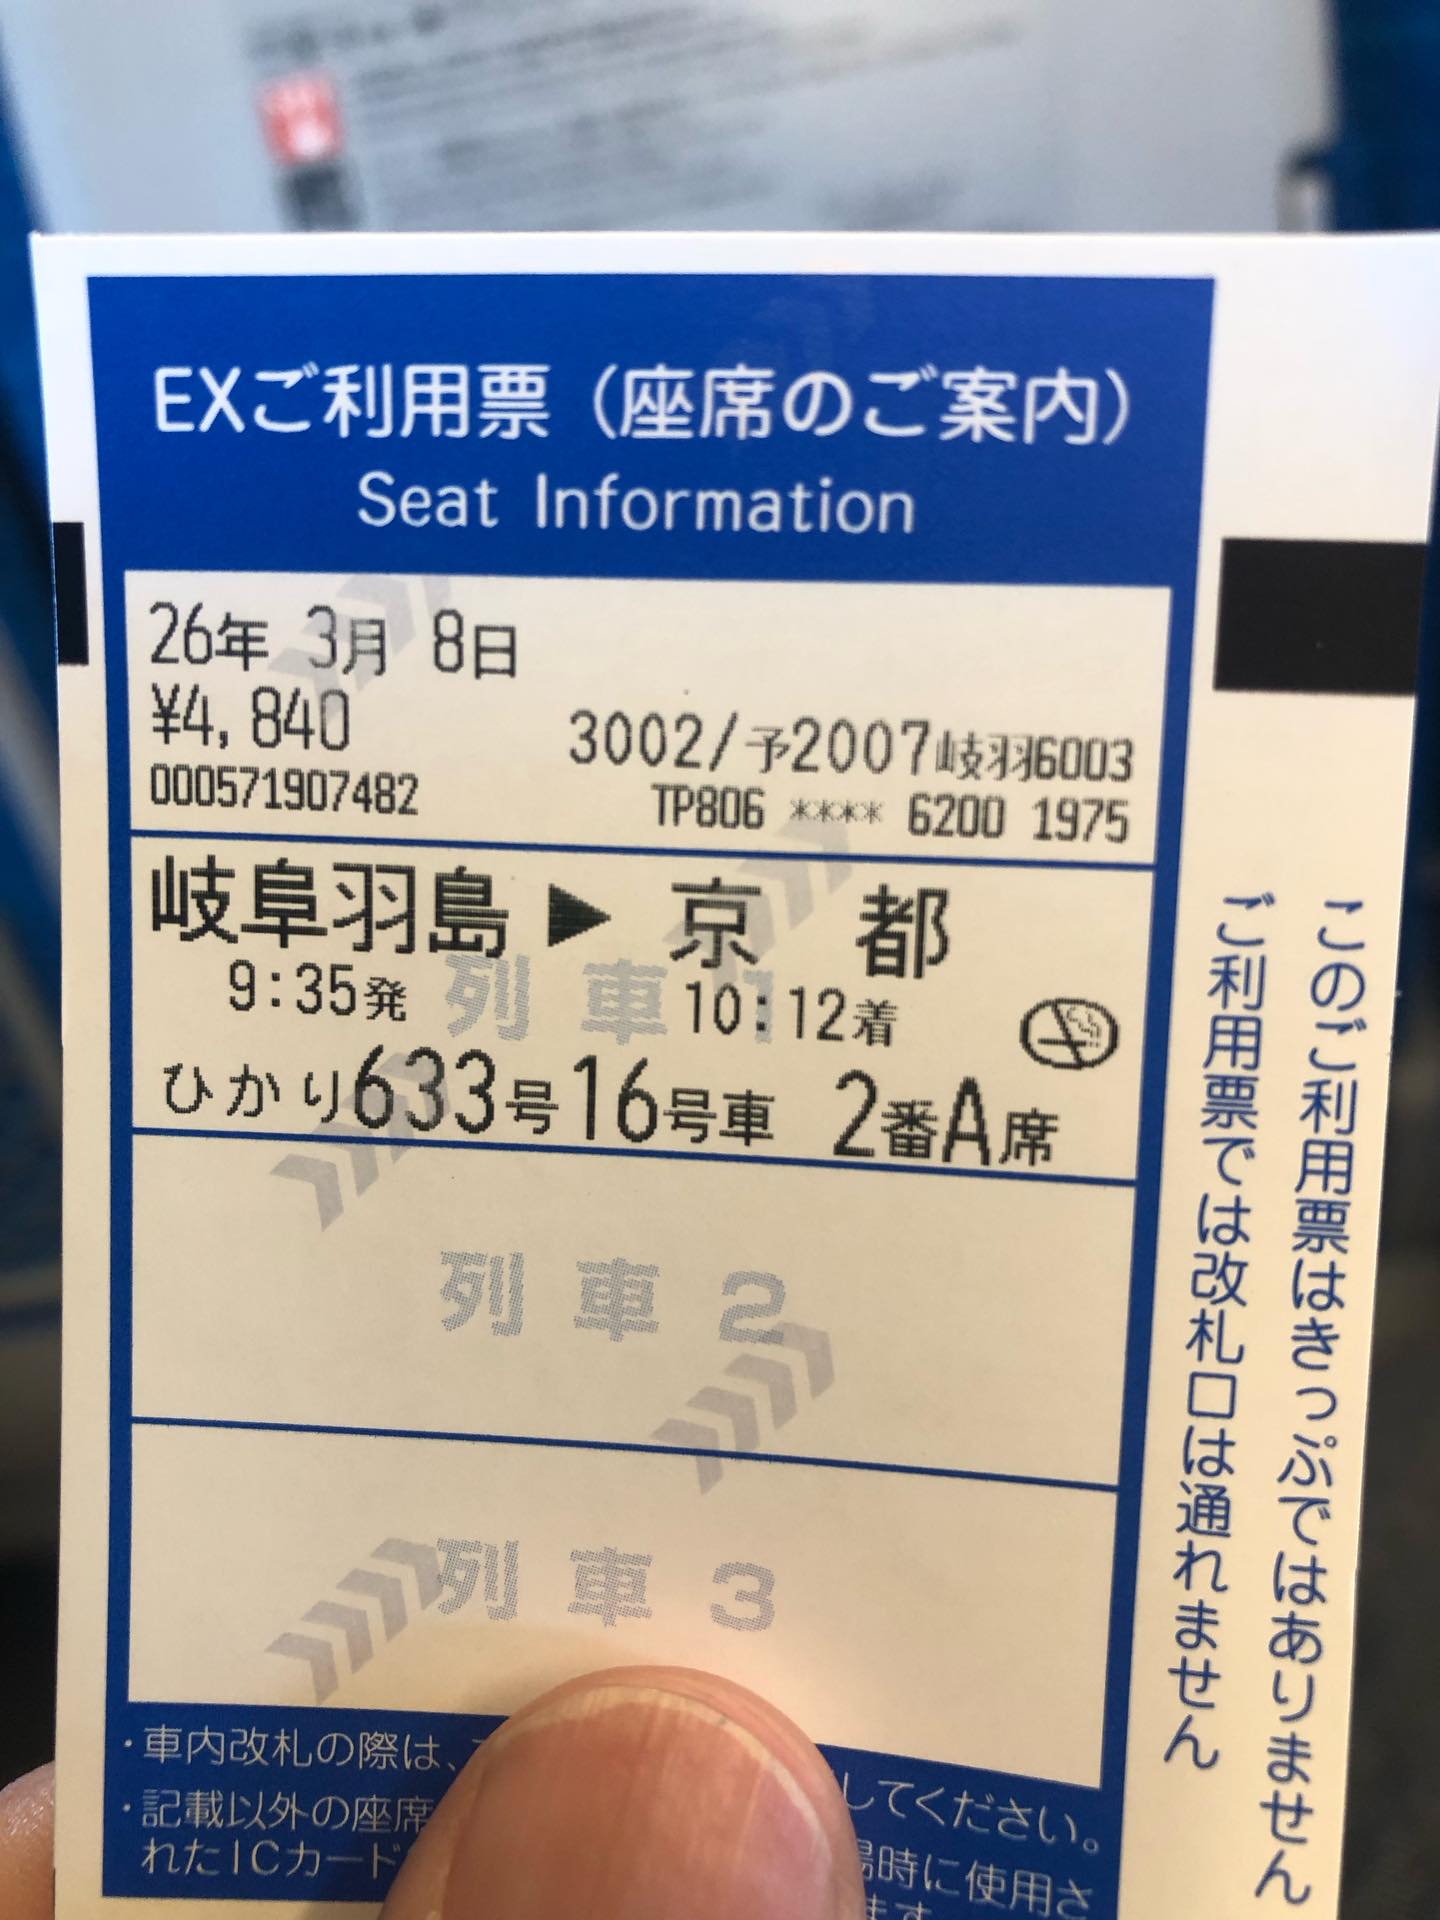 EXご利用票（座席のご案内）
Seat Information
26年 3月 8日
¥4,840
3002/予2007岐羽6003
000571907482
TP806 **** 6200 1975
岐阜羽島▶京 都
列車1
9:35発 10:12着
ひかり633号16号車 2番A席
列車2
列車3
・車内改札の際は、
してください。
・記載以外の座席
れたICカード
時に使用さ
ます
このご利用票はきっぷではありません
ご利用票では改札口は通れません